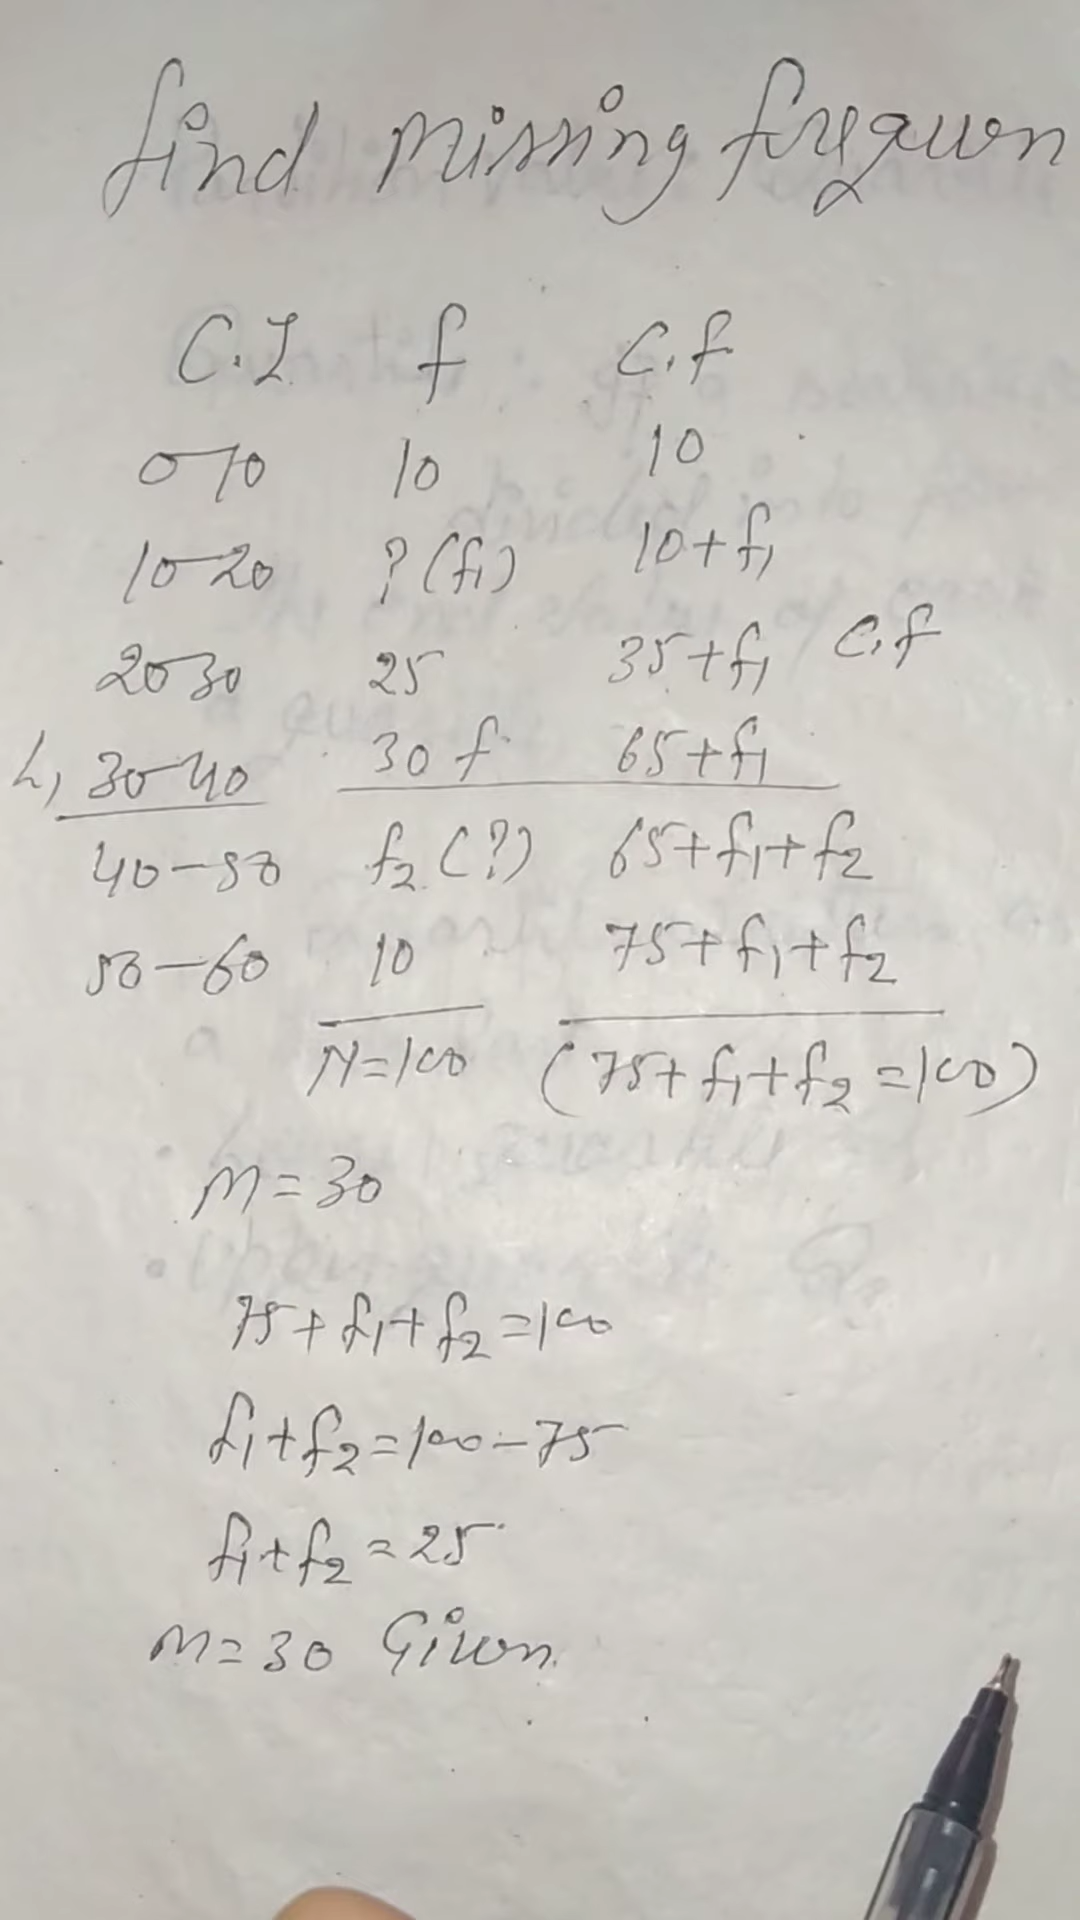 find missing frequen
C.I f C.f
0-10 10 10
10-20 ? (f1) 10+f1
20-30 25 35+f1 C.f
L1 30-40 30 f 65+f1
40-50 f2 (?) 65+f1+f2
50-60 10 75+f1+f2
N=100 (75+f1+f2=100)
M=30
75+f1+f2=100
f1+f2=100-75
f1+f2=25
M=30 Given